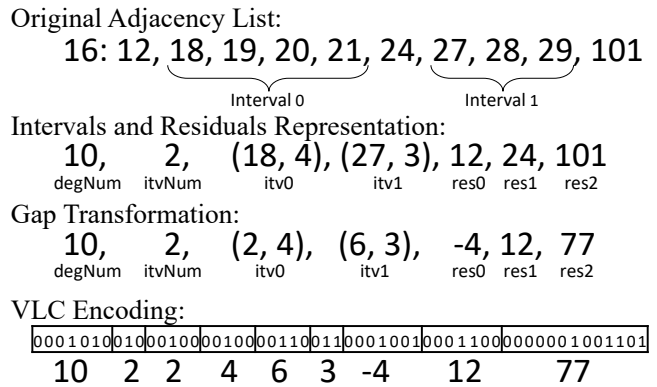 Original Adjacency List:
16: 12, 18, 19, 20, 21, 24, 27, 28, 29, 101
Interval 0 Interval 1
Intervals and Residuals Representation:
10, 2, (18, 4), (27, 3), 12, 24, 101
degNum itvNum itv0 itv1 res0 res1 res2
Gap Transformation:
10, 2, (2, 4), (6, 3), -4, 12, 77
degNum itvNum itv0 itv1 res0 res1 res2
VLC Encoding:
0001010 010 00100 00100 00110 011 0001001 0001100 0000001001101
10 2 2 4 6 3 -4 12 77